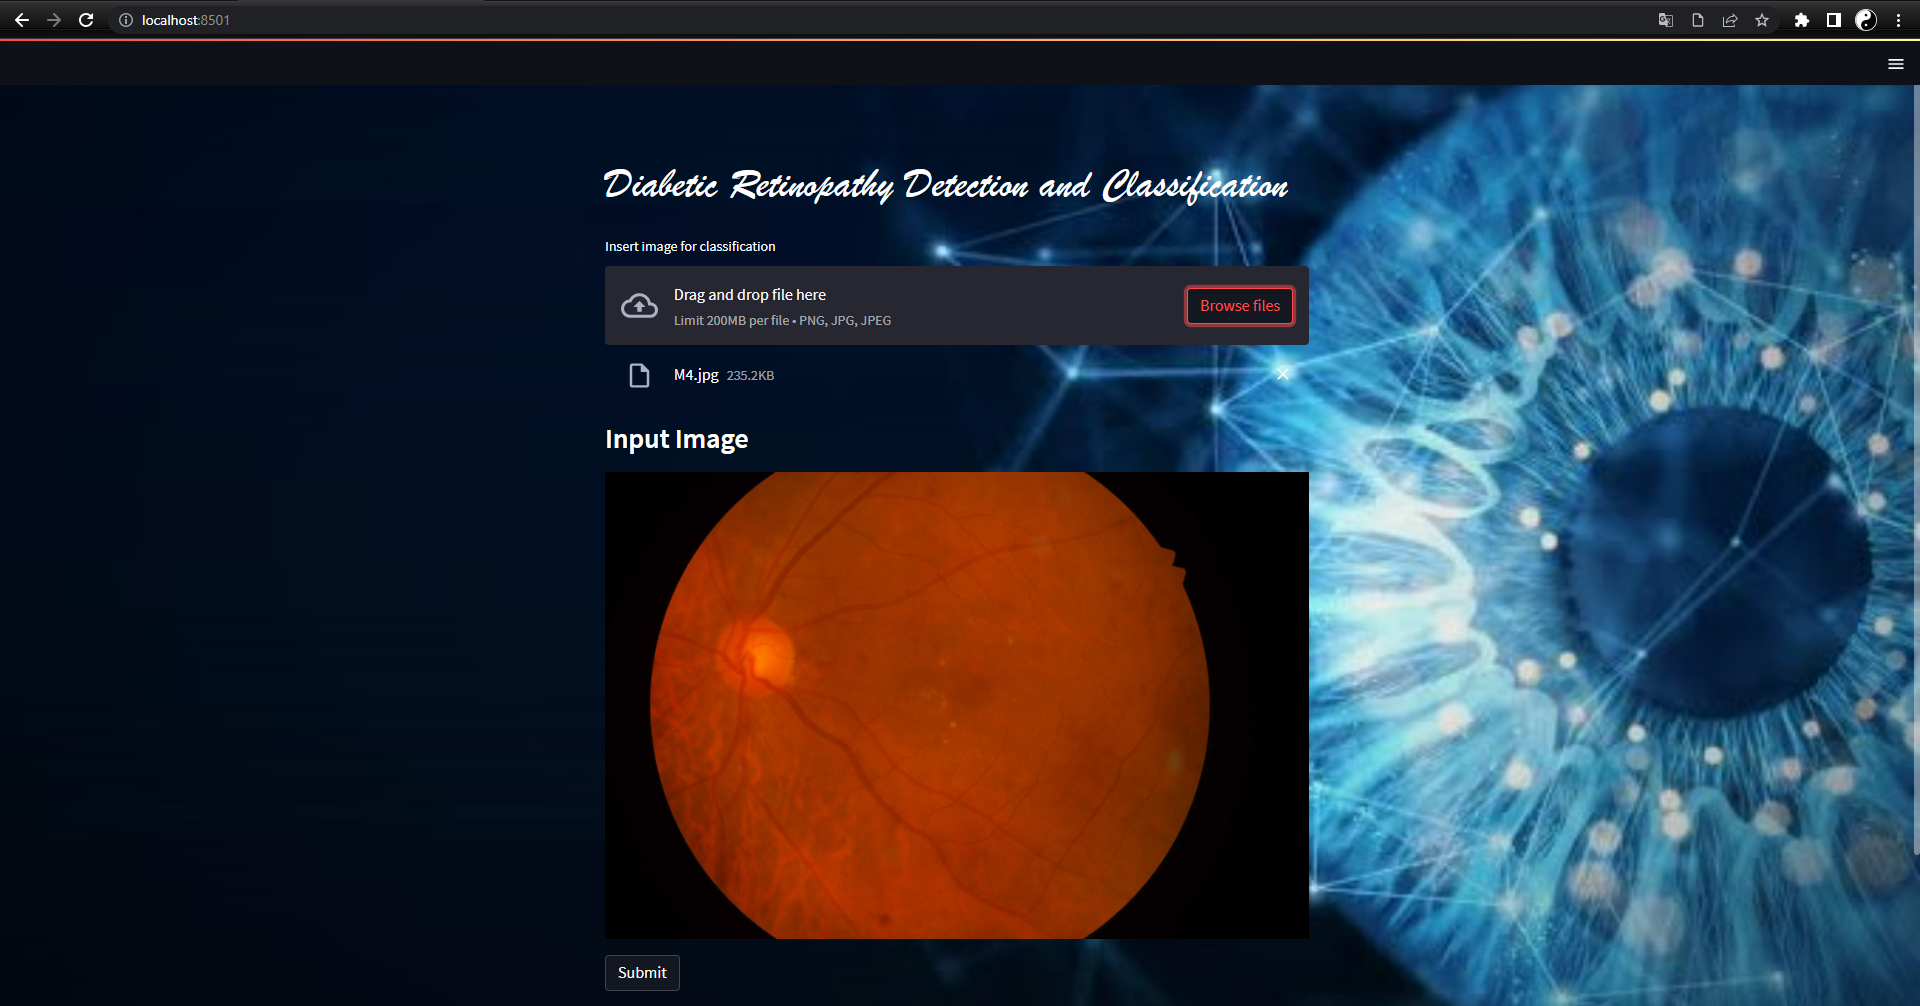 localhost:8501
Diabetic Retinopathy Detection and Classification
Insert image for classification
Drag and drop file here
Limit 200MB per file • PNG, JPG, JPEG
Browse files
M4.jpg 235.2KB
Input Image
Submit